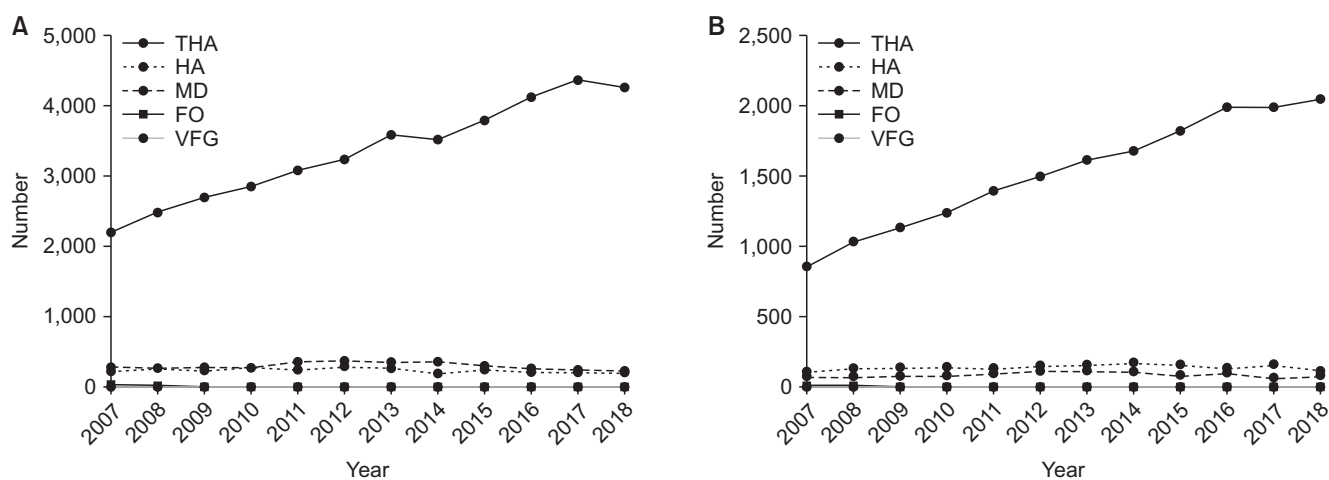 A
5,000
4,000
3,000
2,000
1,000
0
Number
THA
HA
MD
FO
VFG
2007
2008
2009
2010
2011
2012
2013
2014
2015
2016
2017
2018
Year
B
2,500
2,000
1,500
1,000
500
0
Number
THA
HA
MD
FO
VFG
2007
2008
2009
2010
2011
2012
2013
2014
2015
2016
2017
2018
Year